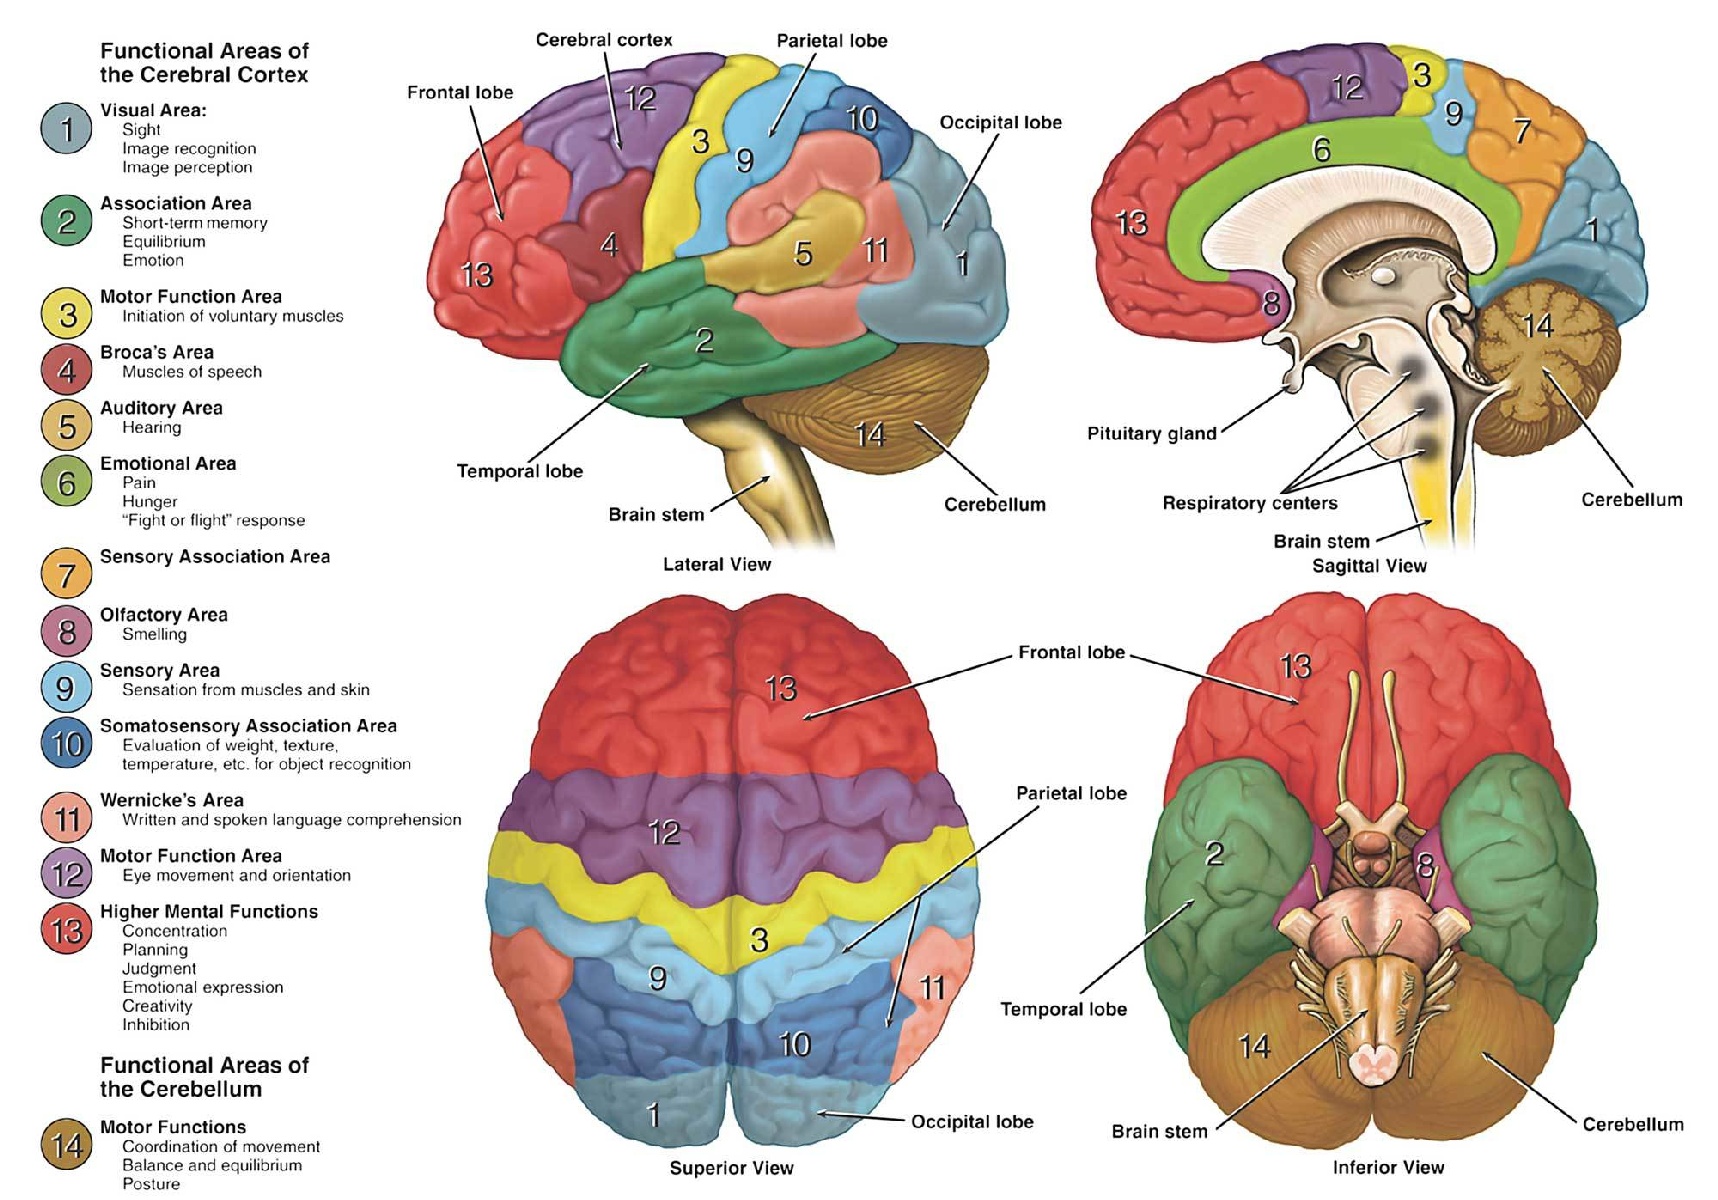 Functional Areas of
the Cerebral Cortex
1
Visual Area:
Sight
Image recognition
Image perception
2
Association Area
Short-term memory
Equilibrium
Emotion
3
Motor Function Area
Initiation of voluntary muscles
4
Broca's Area
Muscles of speech
5
Auditory Area
Hearing
6
Emotional Area
Pain
Hunger
“Fight or flight” response
7
Sensory Association Area
8
Olfactory Area
Smelling
9
Sensory Area
Sensation from muscles and skin
10
Somatosensory Association Area
Evaluation of weight, texture,
temperature, etc. for object recognition
11
Wernicke's Area
Written and spoken language comprehension
12
Motor Function Area
Eye movement and orientation
13
Higher Mental Functions
Concentration
Planning
Judgment
Emotional expression
Creativity
Inhibition
Functional Areas of
the Cerebellum
14
Motor Functions
Coordination of movement
Balance and equilibrium
Posture
Cerebral cortex
Parietal lobe
Frontal lobe
Occipital lobe
12
3
10
9
4
5
11
1
13
2
14
Temporal lobe
Brain stem
Cerebellum
Lateral View
12
3
9
7
6
13
1
8
14
Pituitary gland
Respiratory centers
Cerebellum
Brain stem
Sagittal View
13
Frontal lobe
12
Parietal lobe
3
9
11
10
1
Occipital lobe
Superior View
13
2
8
Temporal lobe
14
Brain stem
Cerebellum
Inferior View